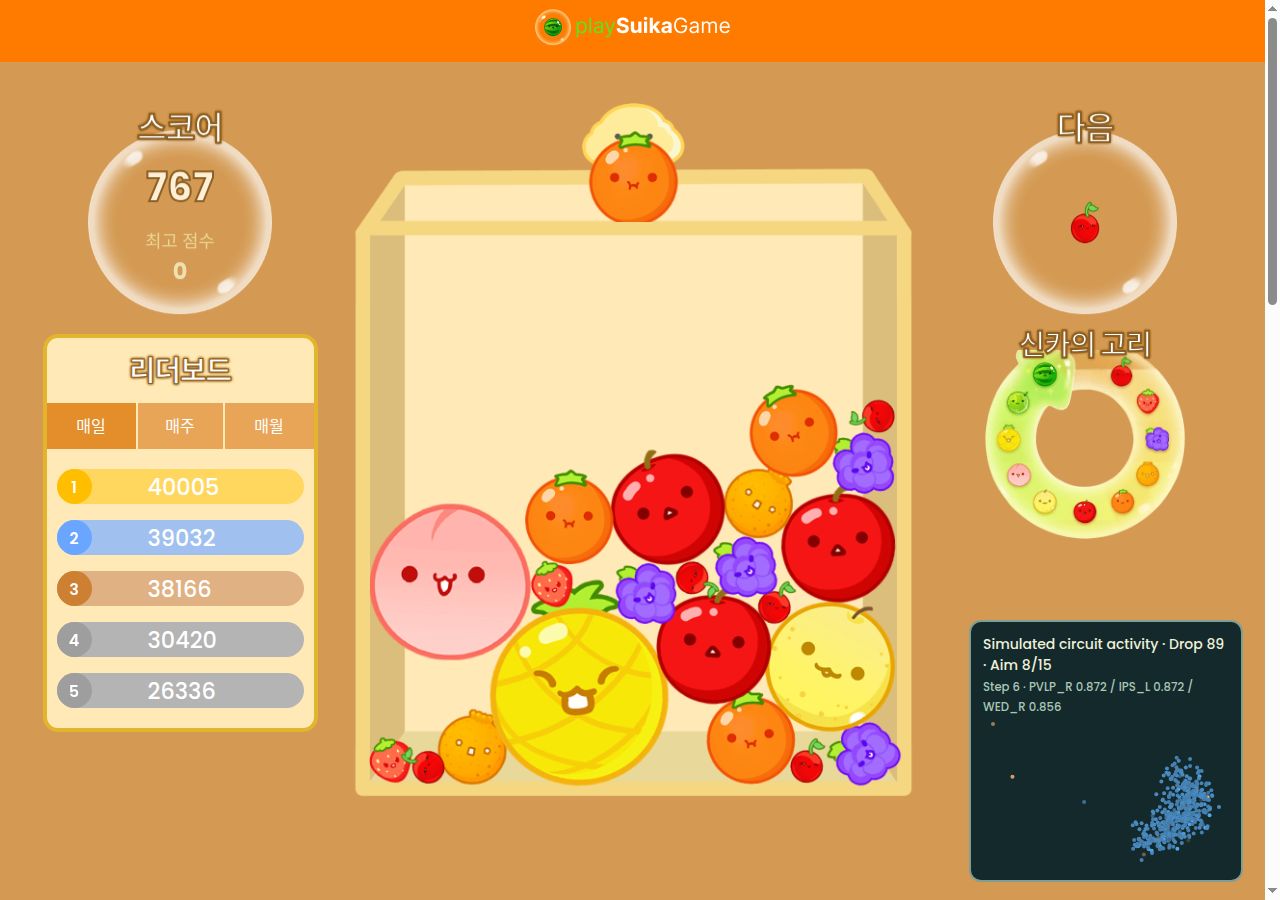 playSuikaGame
스코어
767
최고 점수
0
리더보드
매일 매주 매월
1 40005
2 39032
3 38166
4 30420
5 26336
다음
신카의 고리
Simulated circuit activity · Drop 89
· Aim 8/15
Step 6 · PVLP_R 0.872 / IPS_L 0.872 /
WED_R 0.856